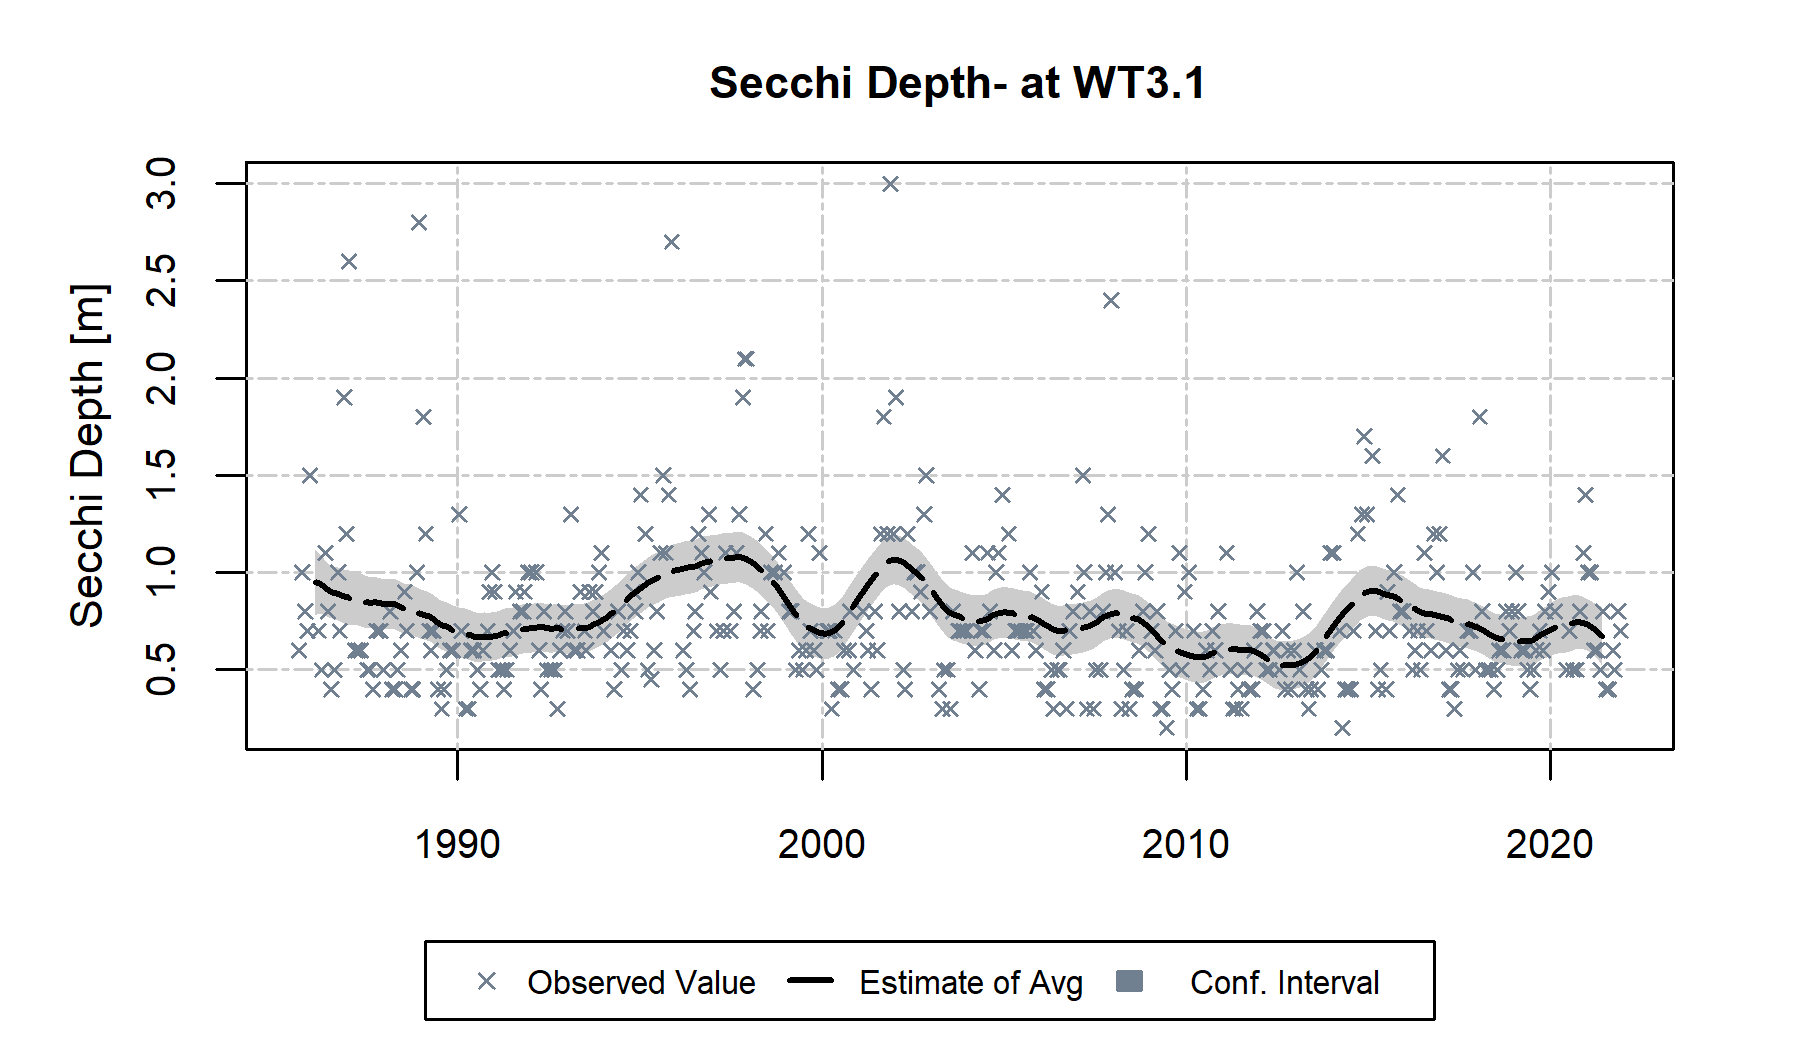 Secchi Depth- at WT3.1
Secchi Depth [m]
3.0
2.5
2.0
1.5
1.0
0.5
1990 2000 2010 2020
Observed Value Estimate of Avg Conf. Interval